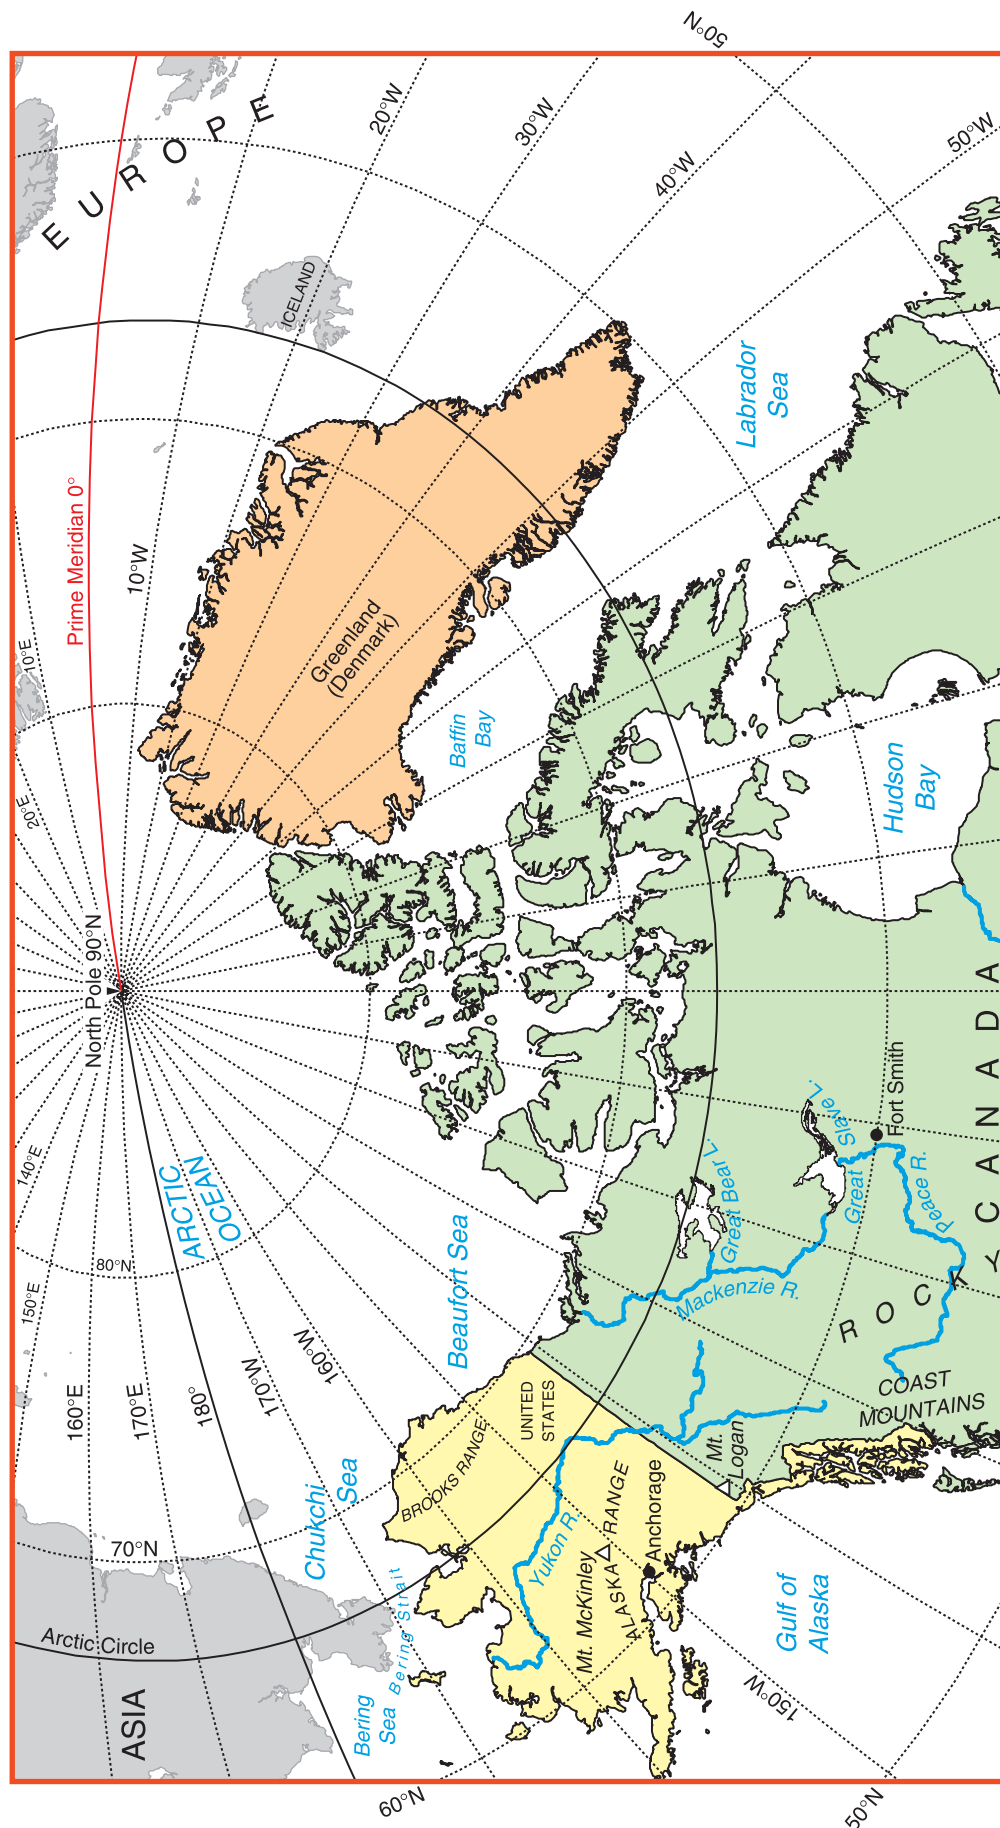 50°N
EUROPE
20°W
30°W
40°W
50°W
ICELAND
Labrador
Sea
Prime Meridian 0°
10°W
10°E
20°E
Greenland
(Denmark)
Baffin
Bay
Hudson
Bay
North Pole 90°N
CANADA
Fort Smith
Great Slave L.
Great Bear L.
Peace R.
Mackenzie R.
ROCKY
COAST
MOUNTAINS
140°E
ARCTIC
OCEAN
80°N
150°E
Beaufort Sea
160°E
170°E
180°
170°W
160°W
UNITED
STATES
BROOKS RANGE
Mt.
Logan
Chukchi
Sea
70°N
Yukon R.
ALASKA RANGE
Anchorage
Mt. McKinley
Gulf of
Alaska
Arctic Circle
Bering Strait
Bering
Sea
ASIA
150°W
60°N
50°N